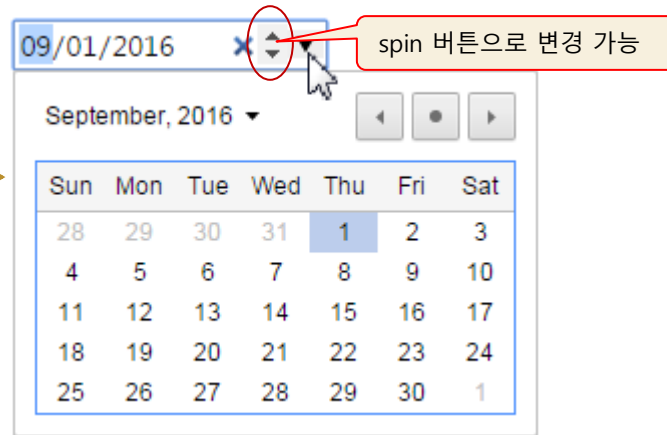 09/01/2016
spin 버튼으로 변경 가능
September, 2016
Sun Mon Tue Wed Thu Fri Sat
28 29 30 31 1 2 3
4 5 6 7 8 9 10
11 12 13 14 15 16 17
18 19 20 21 22 23 24
25 26 27 28 29 30 1